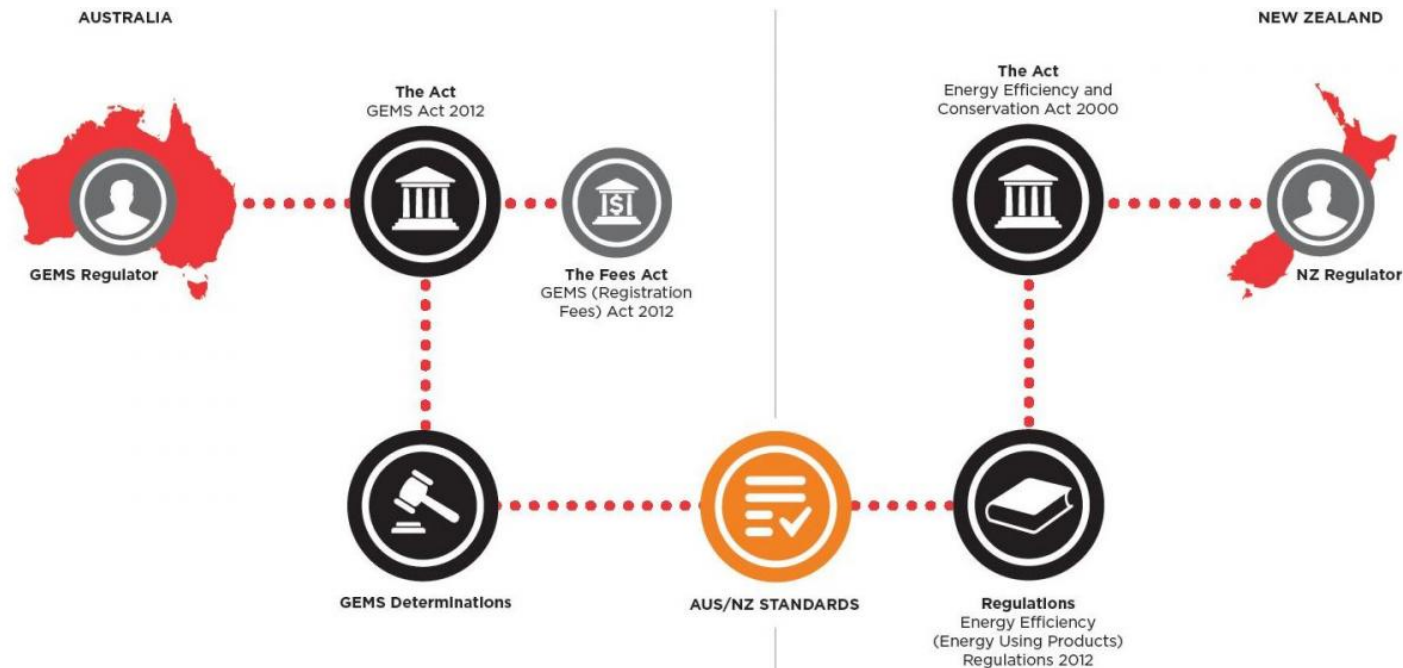 AUSTRALIA
NEW ZEALAND
The Act
GEMS Act 2012
The Act
Energy Efficiency and
Conservation Act 2000
$
GEMS Regulator
The Fees Act
GEMS (Registration
Fees) Act 2012
NZ Regulator
GEMS Determinations
AUS/NZ STANDARDS
Regulations
Energy Efficiency
(Energy Using Products)
Regulations 2012